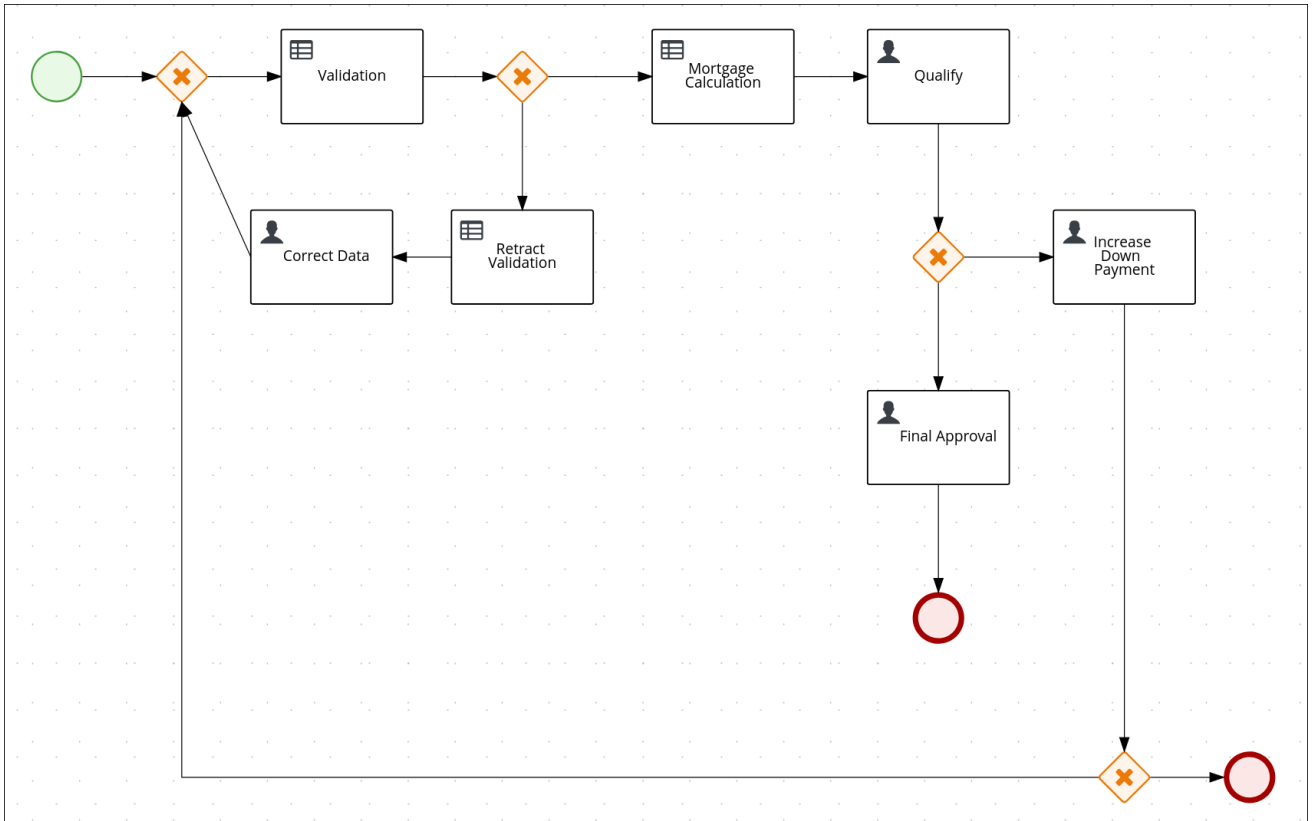 Validation
Mortgage
Calculation
Qualify
Correct Data
Retract
Validation
Increase
Down
Payment
Final Approval